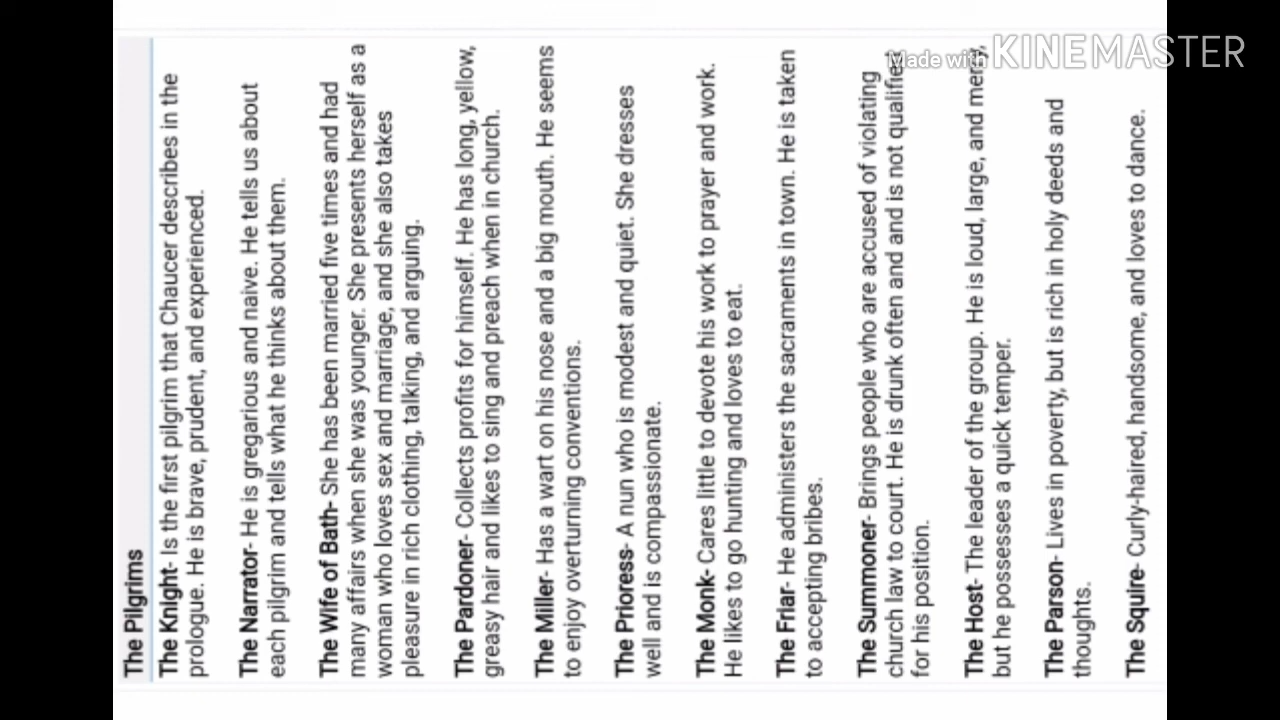 Made with KINEMASTER
The Pilgrims
The Knight- Is the first pilgrim that Chaucer describes in the
prologue. He is brave, prudent, and experienced.
The Narrator- He is gregarious and naive. He tells us about
each pilgrim and tells what he thinks about them.
The Wife of Bath- She has been married five times and had
many affairs when she was younger. She presents herself as a
woman who loves sex and marriage, and she also takes
pleasure in rich clothing, talking, and arguing.
The Pardoner- Collects profits for himself. He has long, yellow,
greasy hair and likes to sing and preach when in church.
The Miller- Has a wart on his nose and a big mouth. He seems
to enjoy overturning conventions.
The Prioress- A nun who is modest and quiet. She dresses
well and is compassionate.
The Monk- Cares little to devote his work to prayer and work.
He likes to go hunting and loves to eat.
The Friar- He administers the sacraments in town. He is taken
to accepting bribes.
The Summoner- Brings people who are accused of violating
church law to court. He is drunk often and and is not qualified
for his position.
The Host- The leader of the group. He is loud, large, and merry,
but he possesses a quick temper.
The Parson- Lives in poverty, but is rich in holy deeds and
thoughts.
The Squire- Curly-haired, handsome, and loves to dance.